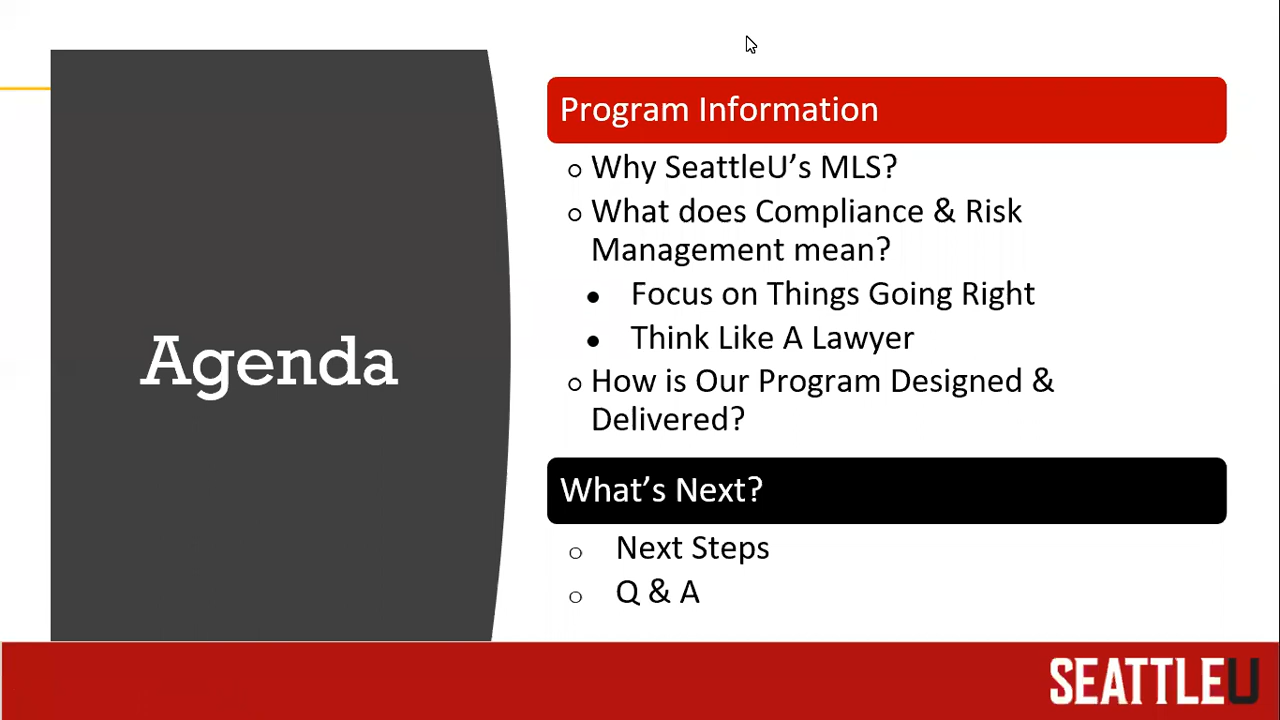 Agenda
Program Information
Why SeattleU’s MLS?
What does Compliance & Risk
Management mean?
Focus on Things Going Right
Think Like A Lawyer
How is Our Program Designed &
Delivered?
What’s Next?
Next Steps
Q & A
SEATTLEU